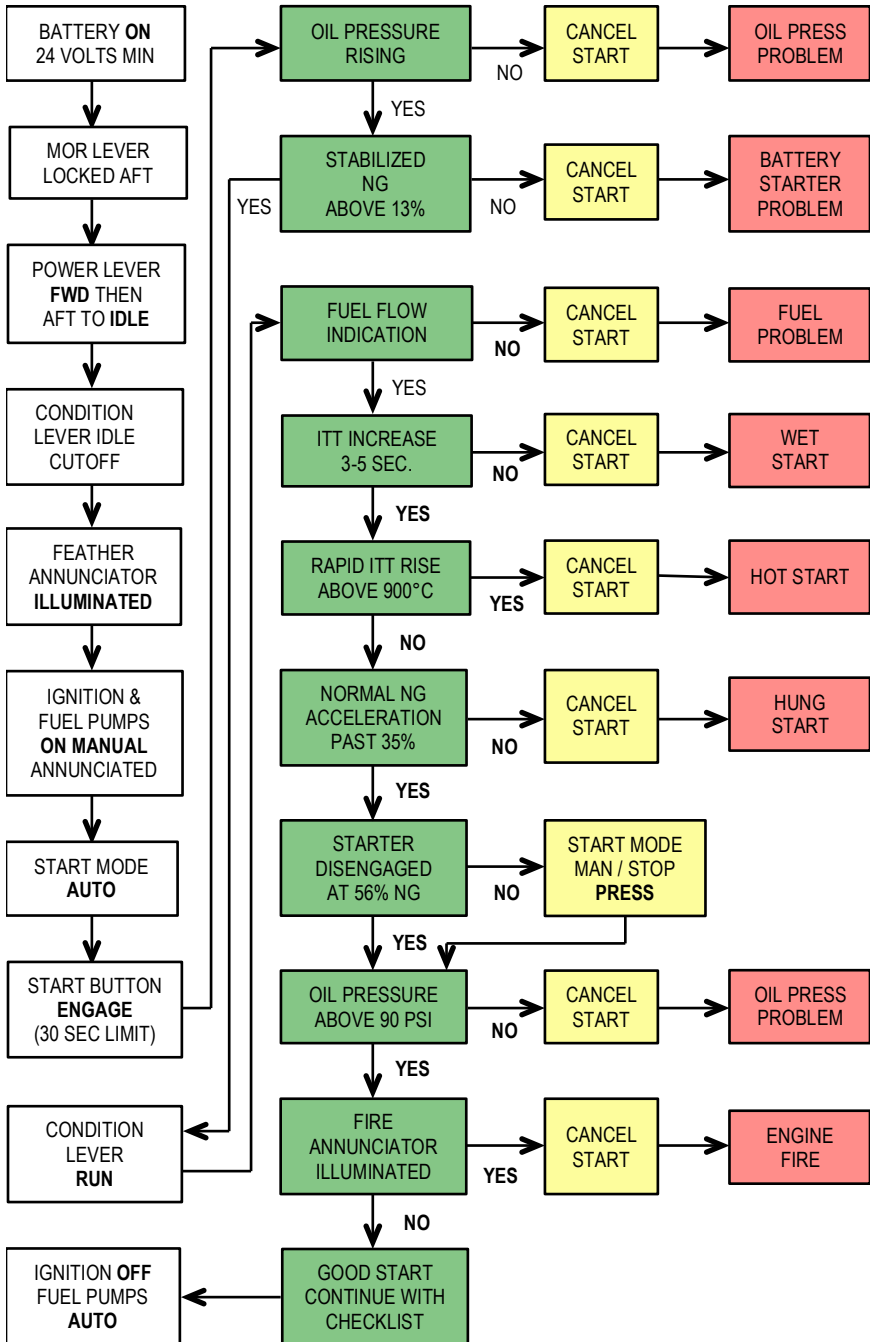 BATTERY ON
24 VOLTS MIN
MOR LEVER
LOCKED AFT
POWER LEVER
FWD THEN
AFT TO IDLE
CONDITION
LEVER IDLE
CUTOFF
FEATHER
ANNUNCIATOR
ILLUMINATED
IGNITION &
FUEL PUMPS
ON MANUAL
ANNUNCIATED
START MODE
AUTO
START BUTTON
ENGAGE
(30 SEC LIMIT)
OIL PRESSURE
RISING
NO
CANCEL
START
OIL PRESS
PROBLEM
YES
STABILIZED
NG
ABOVE 13%
YES
NO
CANCEL
START
BATTERY
STARTER
PROBLEM
CONDITION
LEVER
RUN
FUEL FLOW
INDICATION
NO
CANCEL
START
FUEL
PROBLEM
YES
ITT INCREASE
3-5 SEC.
NO
CANCEL
START
WET
START
YES
RAPID ITT RISE
ABOVE 900°C
YES
CANCEL
START
HOT START
NO
NORMAL NG
ACCELERATION
PAST 35%
NO
CANCEL
START
HUNG
START
YES
STARTER
DISENGAGED
AT 56% NG
NO
START MODE
MAN / STOP
PRESS
YES
OIL PRESSURE
ABOVE 90 PSI
NO
CANCEL
START
OIL PRESS
PROBLEM
YES
FIRE
ANNUNCIATOR
ILLUMINATED
YES
CANCEL
START
ENGINE
FIRE
NO
GOOD START
CONTINUE WITH
CHECKLIST
IGNITION OFF
FUEL PUMPS
AUTO